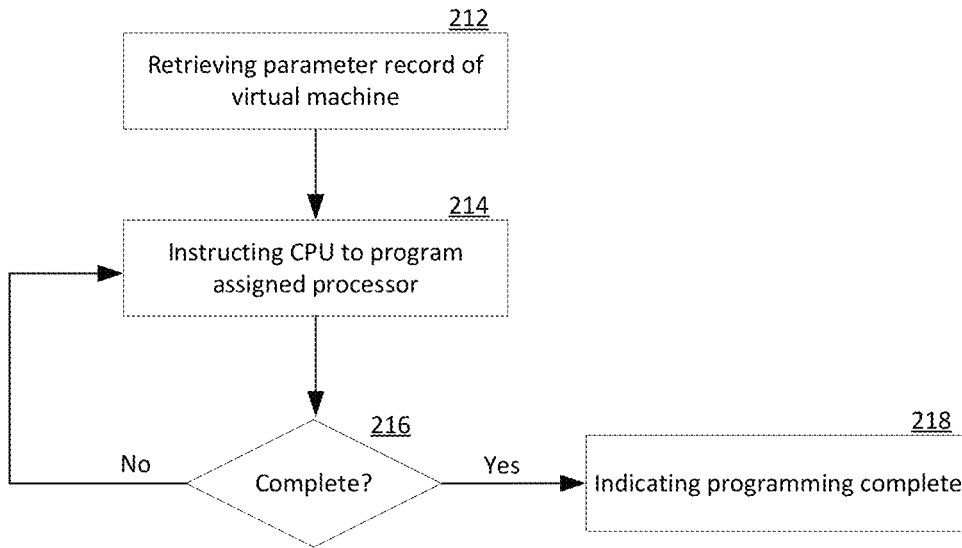 212
Retrieving parameter record of
virtual machine
214
Instructing CPU to program
assigned processor
216
Complete?
No
Yes
218
Indicating programming complete